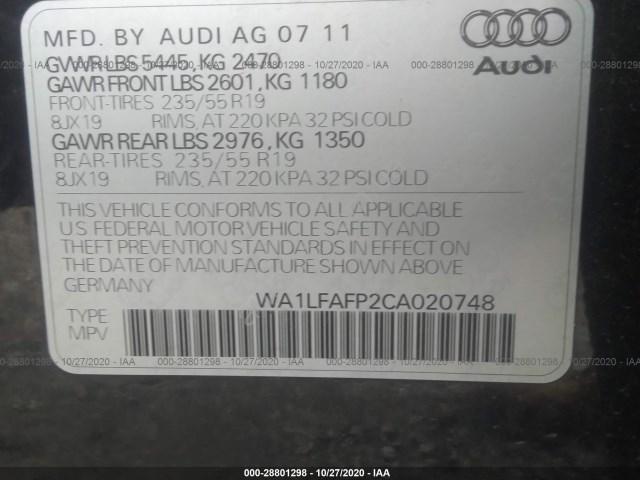 MFD. BY AUDI AG 07 11
GVWR LBS 5445, KG 2470
GAWR FRONT LBS 2601, KG 1180
FRONT-TIRES 235/55 R19
8JX19 RIMS, AT 220 KPA 32 PSI COLD
GAWR REAR LBS 2976, KG 1350
REAR-TIRES 235/55 R19
8JX19 RIMS, AT 220 KPA 32 PSI COLD
Audi
THIS VEHICLE CONFORMS TO ALL APPLICABLE
US FEDERAL MOTOR VEHICLE SAFETY AND
THEFT PREVENTION STANDARDS IN EFFECT ON
THE DATE OF MANUFACTURE SHOWN ABOVE
GERMANY
WA1LFAFP2CA020748
TYPE
MPV
000-28801298 | 10/27/2020 - IAA